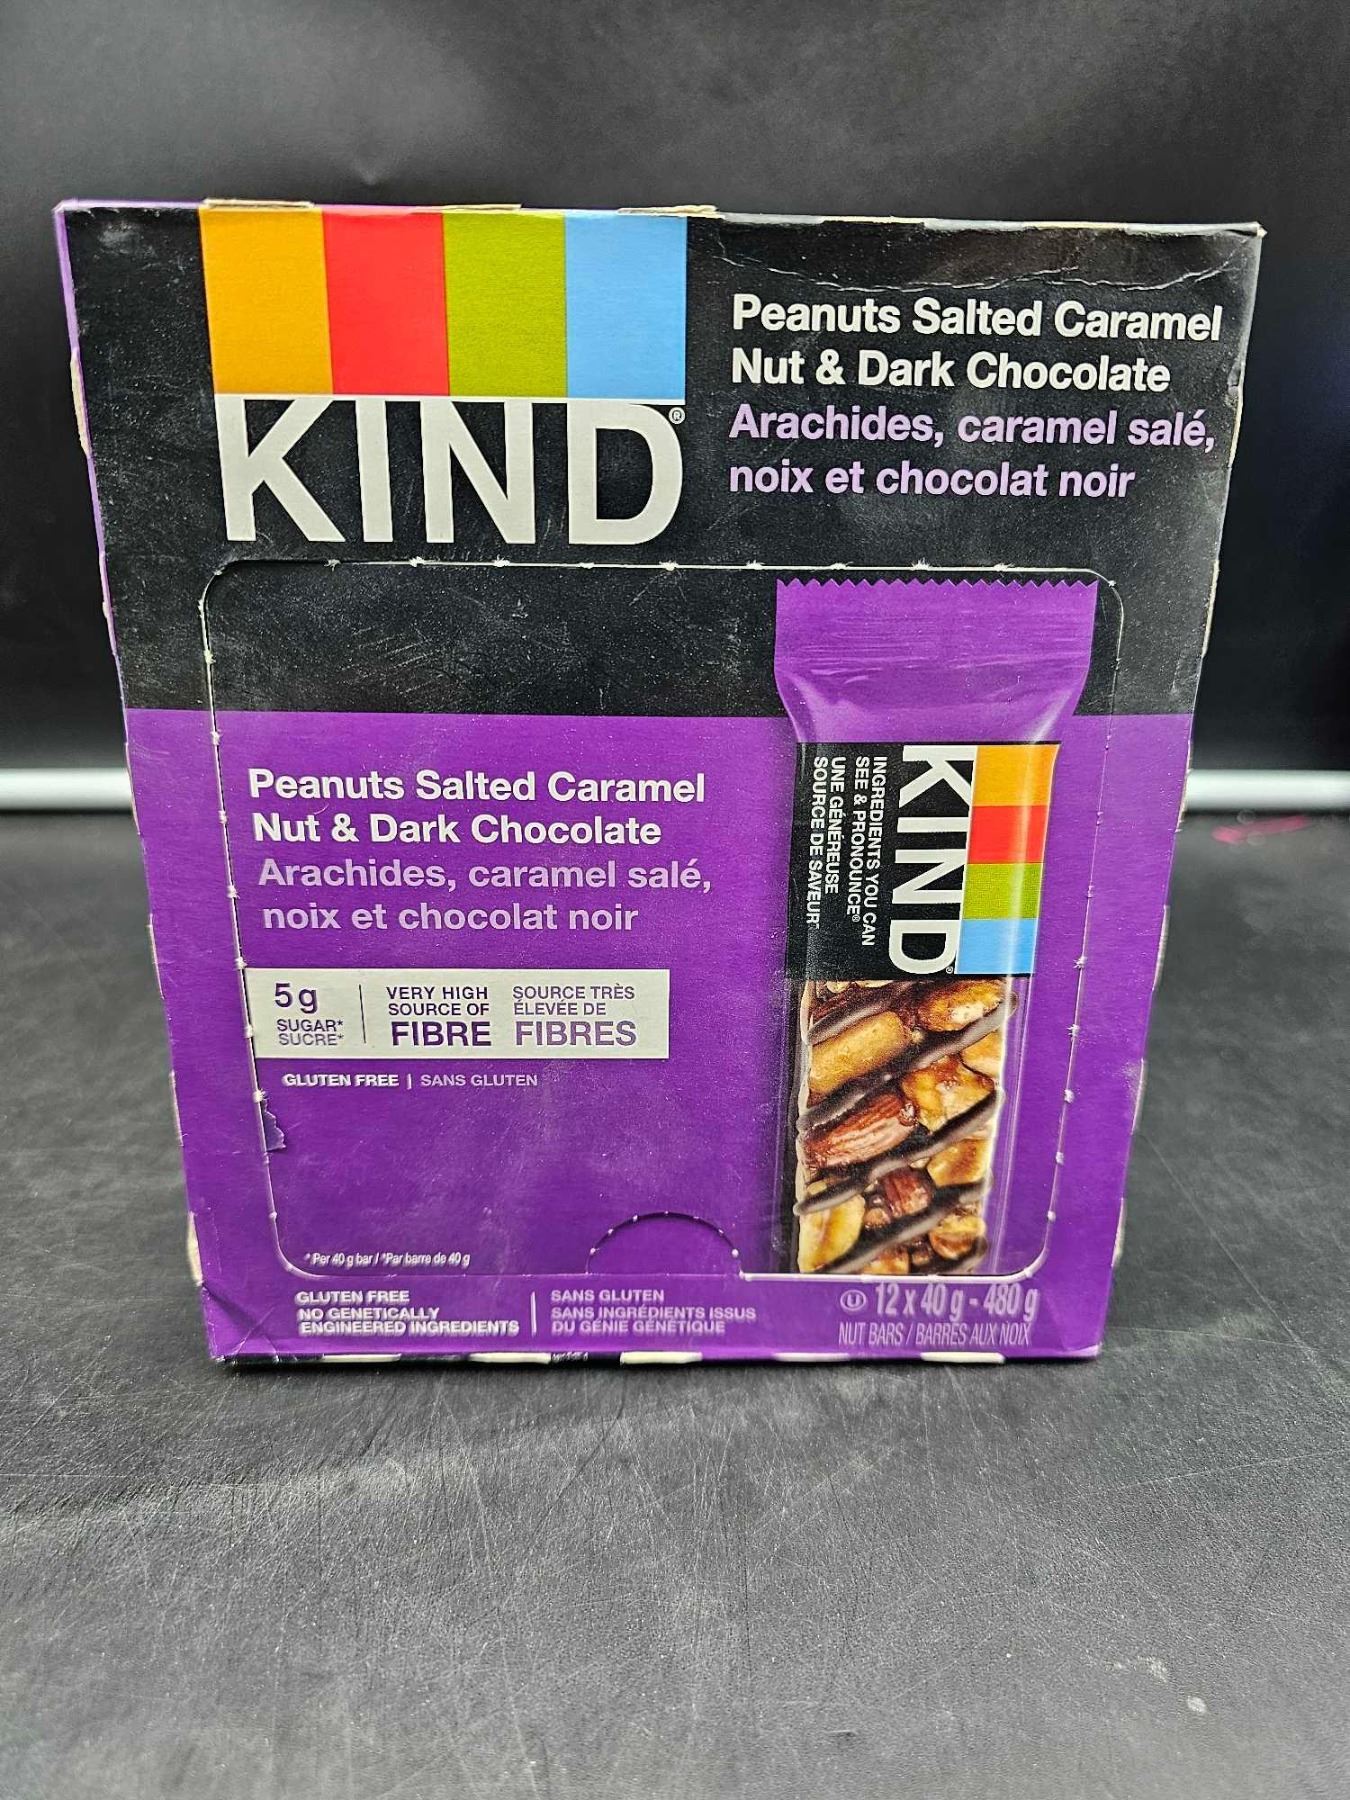 KIND®
Peanuts Salted Caramel
Nut & Dark Chocolate
Arachides, caramel salé,
noix et chocolat noir
Peanuts Salted Caramel
Nut & Dark Chocolate
Arachides, caramel salé,
noix et chocolat noir
5 g
SUGAR*
SUCRE*
VERY HIGH
SOURCE OF
FIBRE
SOURCE TRÈS
ÉLEVÉE DE
FIBRES
GLUTEN FREE | SANS GLUTEN
KIND
INGREDIENTS YOU CAN
SEE & PRONOUNCE®
UNE GÉNÉREUSE
SOURCE DE SAVEUR™
* Per 40 g bar / *Par barre de 40 g
GLUTEN FREE
NO GENETICALLY
ENGINEERED INGREDIENTS
SANS GLUTEN
SANS INGRÉDIENTS ISSUS
DU GÉNIE GÉNÉTIQUE
U 12 x 40 g - 480 g
NUT BARS / BARRES AUX NOIX